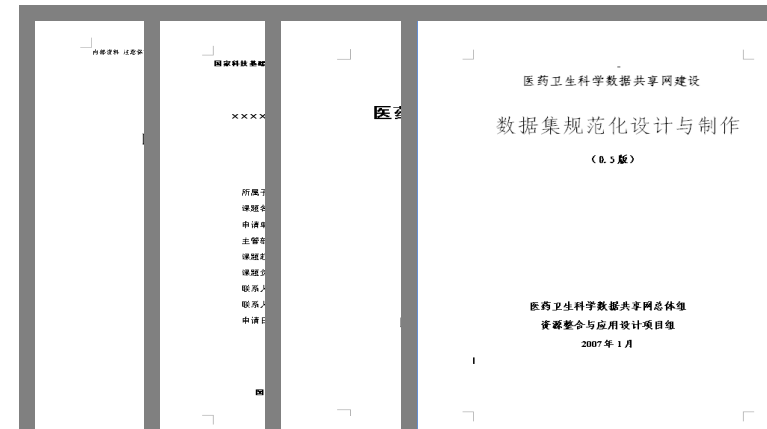 内部资料
国家科技基础
××××
所属子
课题名
申请单
主管部
课题起
课题负
联系人
联系人
申请日
国
医药
医药卫生科学数据共享网建设
数据集规范化设计与制作
（0.5版）
医药卫生科学数据共享网总体组
资源整合与应用设计项目组
2007年1月